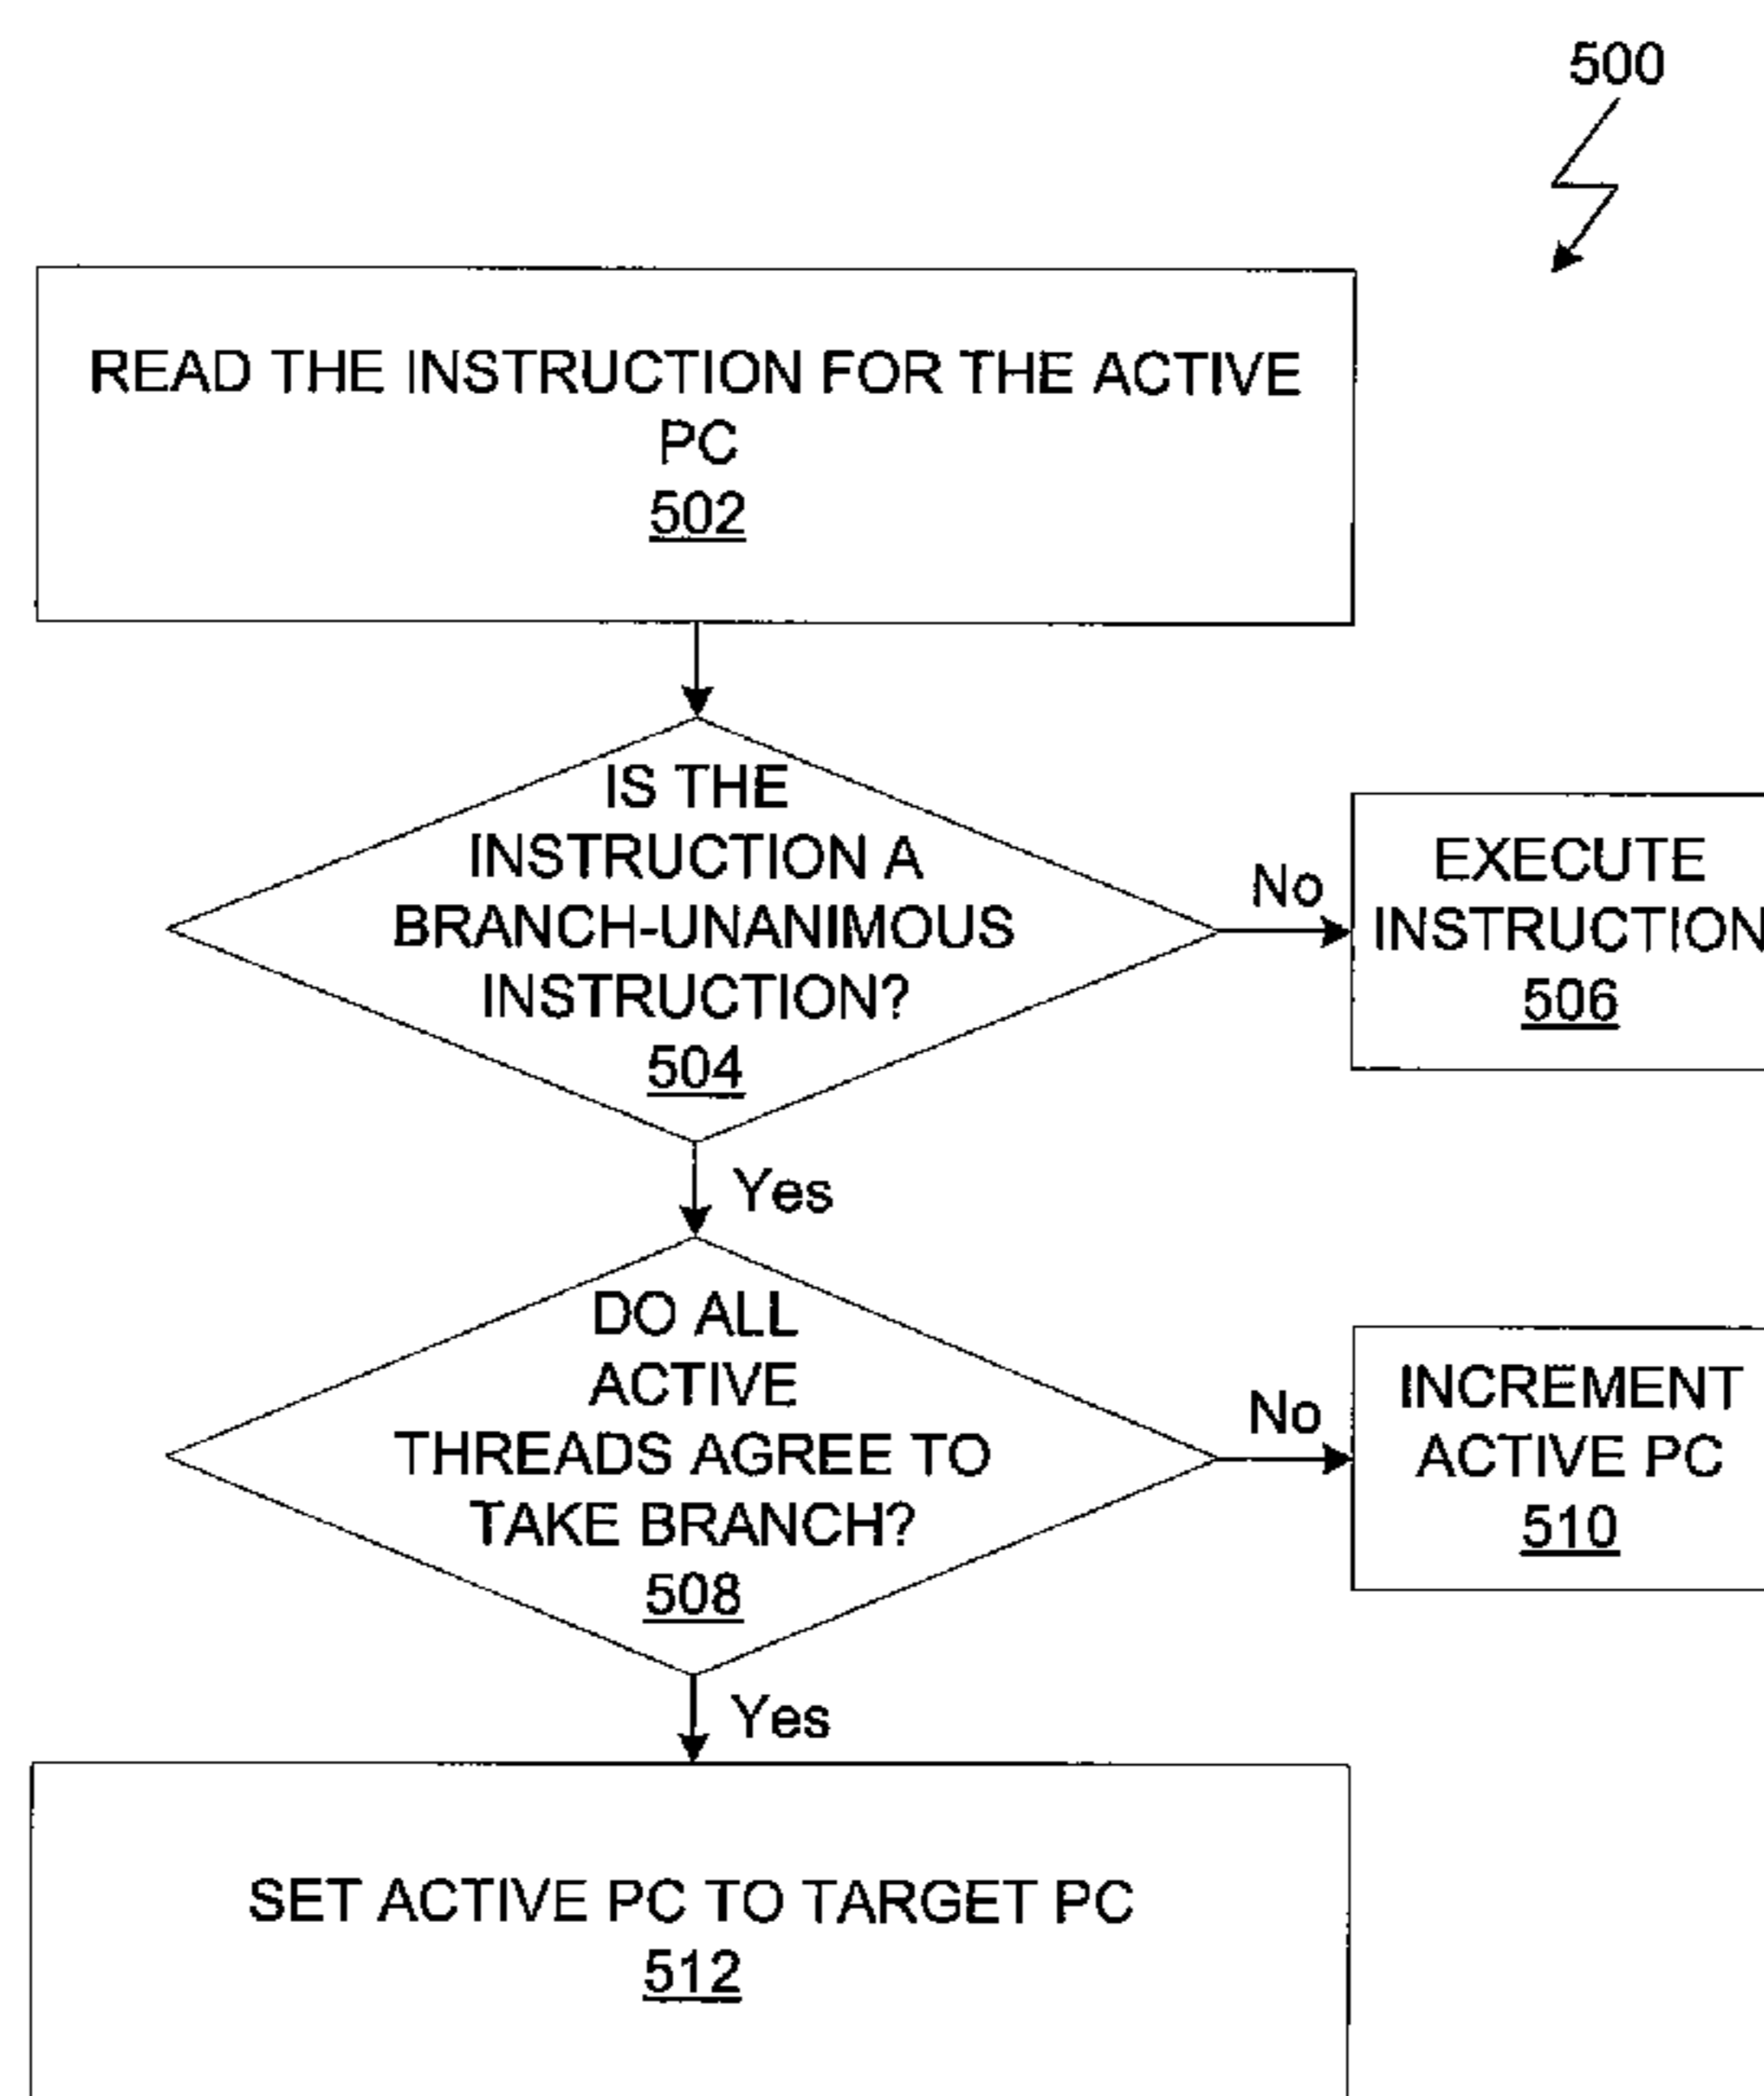 500
READ THE INSTRUCTION FOR THE ACTIVE
PC
502
IS THE
INSTRUCTION A
BRANCH-UNANIMOUS
INSTRUCTION?
504
No
EXECUTE
INSTRUCTION
506
Yes
DO ALL
ACTIVE
THREADS AGREE TO
TAKE BRANCH?
508
No
INCREMENT
ACTIVE PC
510
Yes
SET ACTIVE PC TO TARGET PC
512